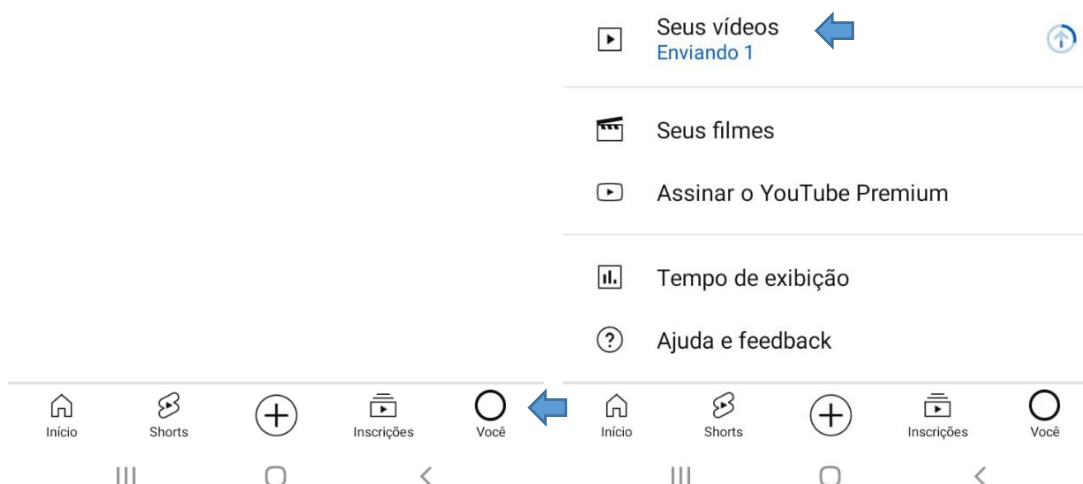 Seus vídeos
Enviando 1
Seus filmes
Assinar o YouTube Premium
Tempo de exibição
Ajuda e feedback
Início Shorts Inscrições Você
Início Shorts Inscrições Você